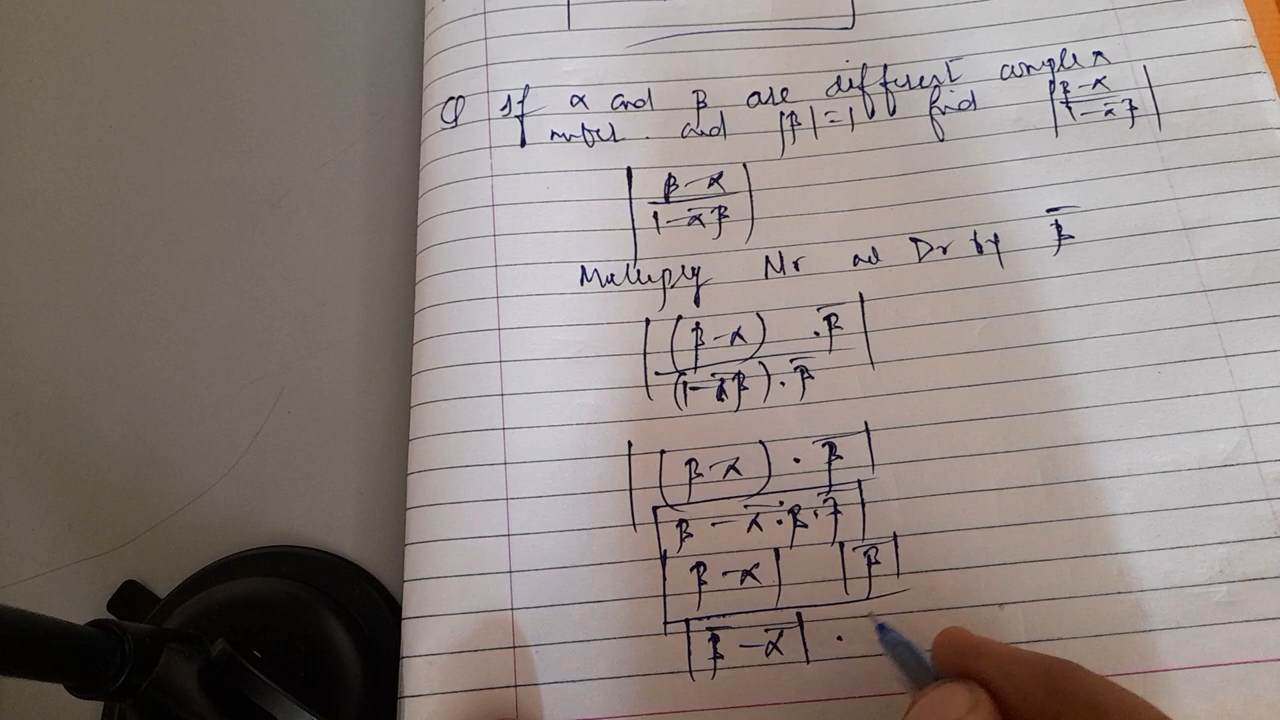 Q If α and β are different complex
number. and |β|=1 find |β-α / 1-ᾱβ|
|β-α / 1-ᾱβ|
Multiply Nr and Dr by β̄
|(β-α) .β̄ / (1-ᾱβ).β̄|
|(β-α) . β̄|
β̄ - ᾱ.β.β̄|
|β-α| |β̄|
|β̄-ᾱ| .